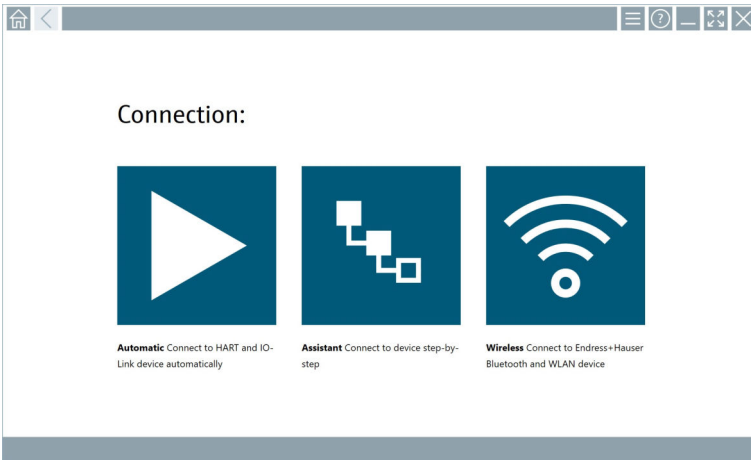 Connection:
Automatic Connect to HART and IO-
Link device automatically
Assistant Connect to device step-by-
step
Wireless Connect to Endress+Hauser
Bluetooth and WLAN device